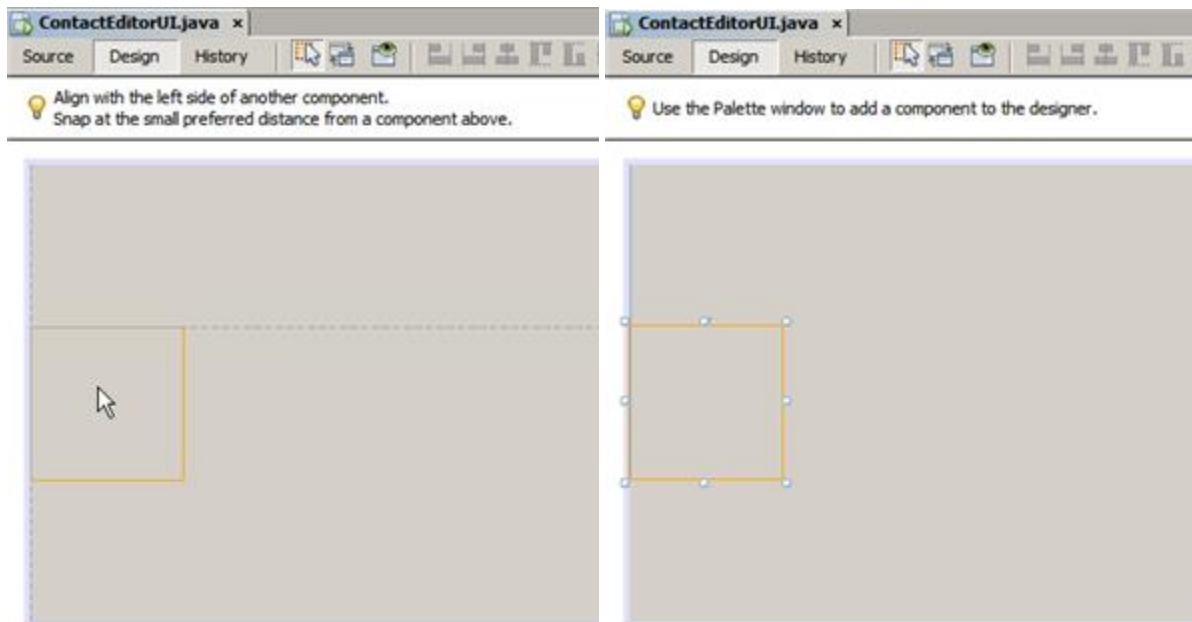 ContactEditorUI.java ×
Source Design History
Align with the left side of another component.
Snap at the small preferred distance from a component above.
ContactEditorUI.java ×
Source Design History
Use the Palette window to add a component to the designer.